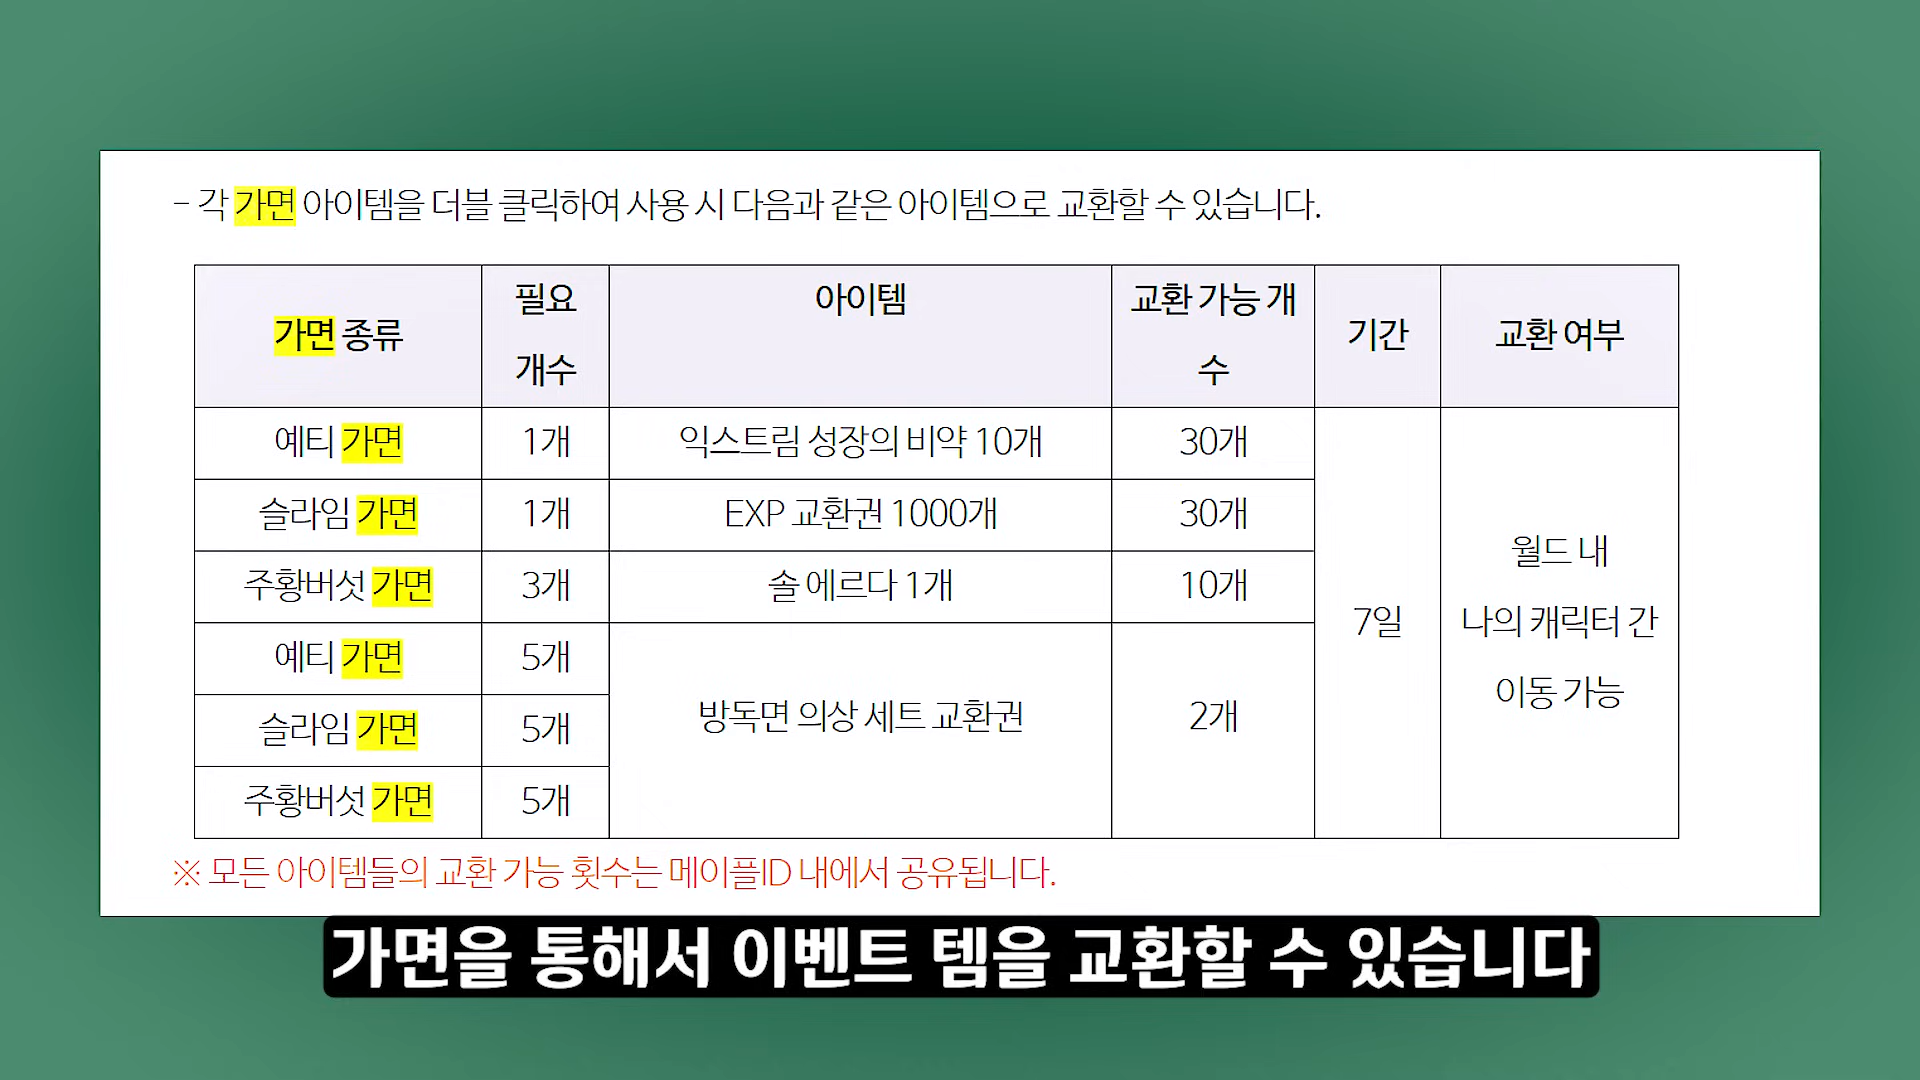 - 각 가면 아이템을 더블 클릭하여 사용 시 다음과 같은 아이템으로 교환할 수 있습니다.
가면 종류 필요 개수 아이템 교환 가능 개수 기간 교환 여부
예티 가면 1개 익스트림 성장의 비약 10개 30개 7일 월드 내 나의 캐릭터 간 이동 가능
슬라임 가면 1개 EXP 교환권 1000개 30개
주황버섯 가면 3개 솔 에르다 1개 10개
예티 가면 5개 방독면 의상 세트 교환권 2개
슬라임 가면 5개
주황버섯 가면 5개
※ 모든 아이템들의 교환 가능 횟수는 메이플ID 내에서 공유됩니다.
가면을 통해서 이벤트 템을 교환할 수 있습니다